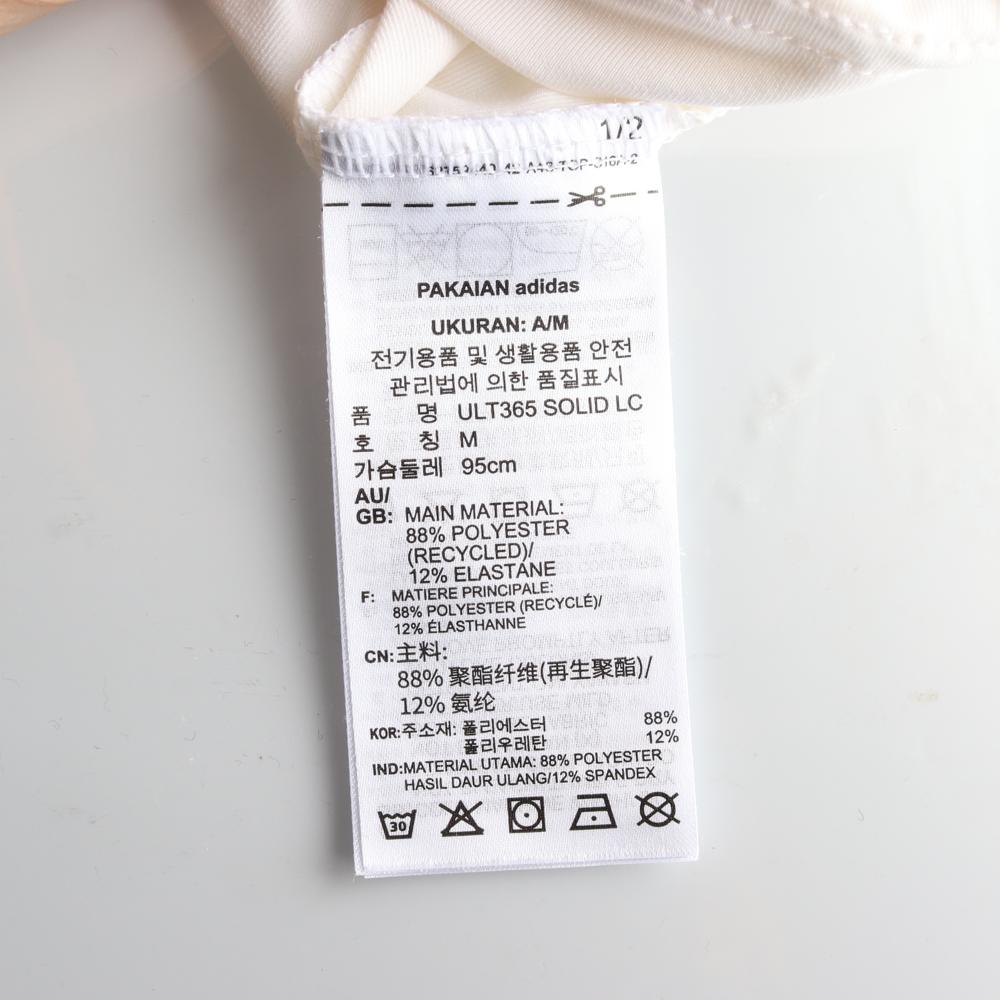 1/2
PAKAIAN adidas
UKURAN: A/M
전기용품 및 생활용품 안전
관리법에 의한 품질표시
품 명 ULT365 SOLID LC
호 칭 M
가슴둘레 95cm
AU/
GB: MAIN MATERIAL:
88% POLYESTER
(RECYCLED)/
12% ELASTANE
F: MATIERE PRINCIPALE:
88% POLYESTER (RECYCLÉ)/
12% ÉLASTHANNE
CN:主料:
88% 聚酯纤维(再生聚酯)/
12% 氨纶
KOR:주소재: 폴리에스터 88%
폴리우레탄 12%
IND:MATERIAL UTAMA: 88% POLYESTER
HASIL DAUR ULANG/12% SPANDEX
30